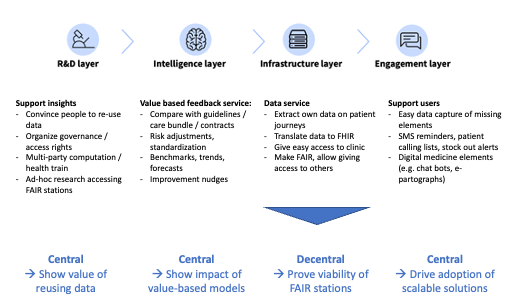 R&D layer
Intelligence layer
Infrastructure layer
Engagement layer
Support insights
- Convince people to re-use
data
- Organize governance /
access rights
- Multi-party computation /
health train
- Ad-hoc research accessing
FAIR stations
Value based feedback service:
- Compare with guidelines /
care bundle / contracts
- Risk adjustments,
standardization
- Benchmarks, trends,
forecasts
- Improvement nudges
Data service
- Extract own data on patient
journeys
- Translate data to FHIR
- Give easy access to clinic
- Make FAIR, allow giving
access to others
Support users
- Easy data capture of missing
elements
- SMS reminders, patient
calling lists, stock out alerts
- Digital medicine elements
(e.g. chat bots, e-
partographs)
Central
→ Show value of
reusing data
Central
→ Show impact of
value-based models
Decentral
→ Prove viability of
FAIR stations
Central
→ Drive adoption of
scalable solutions